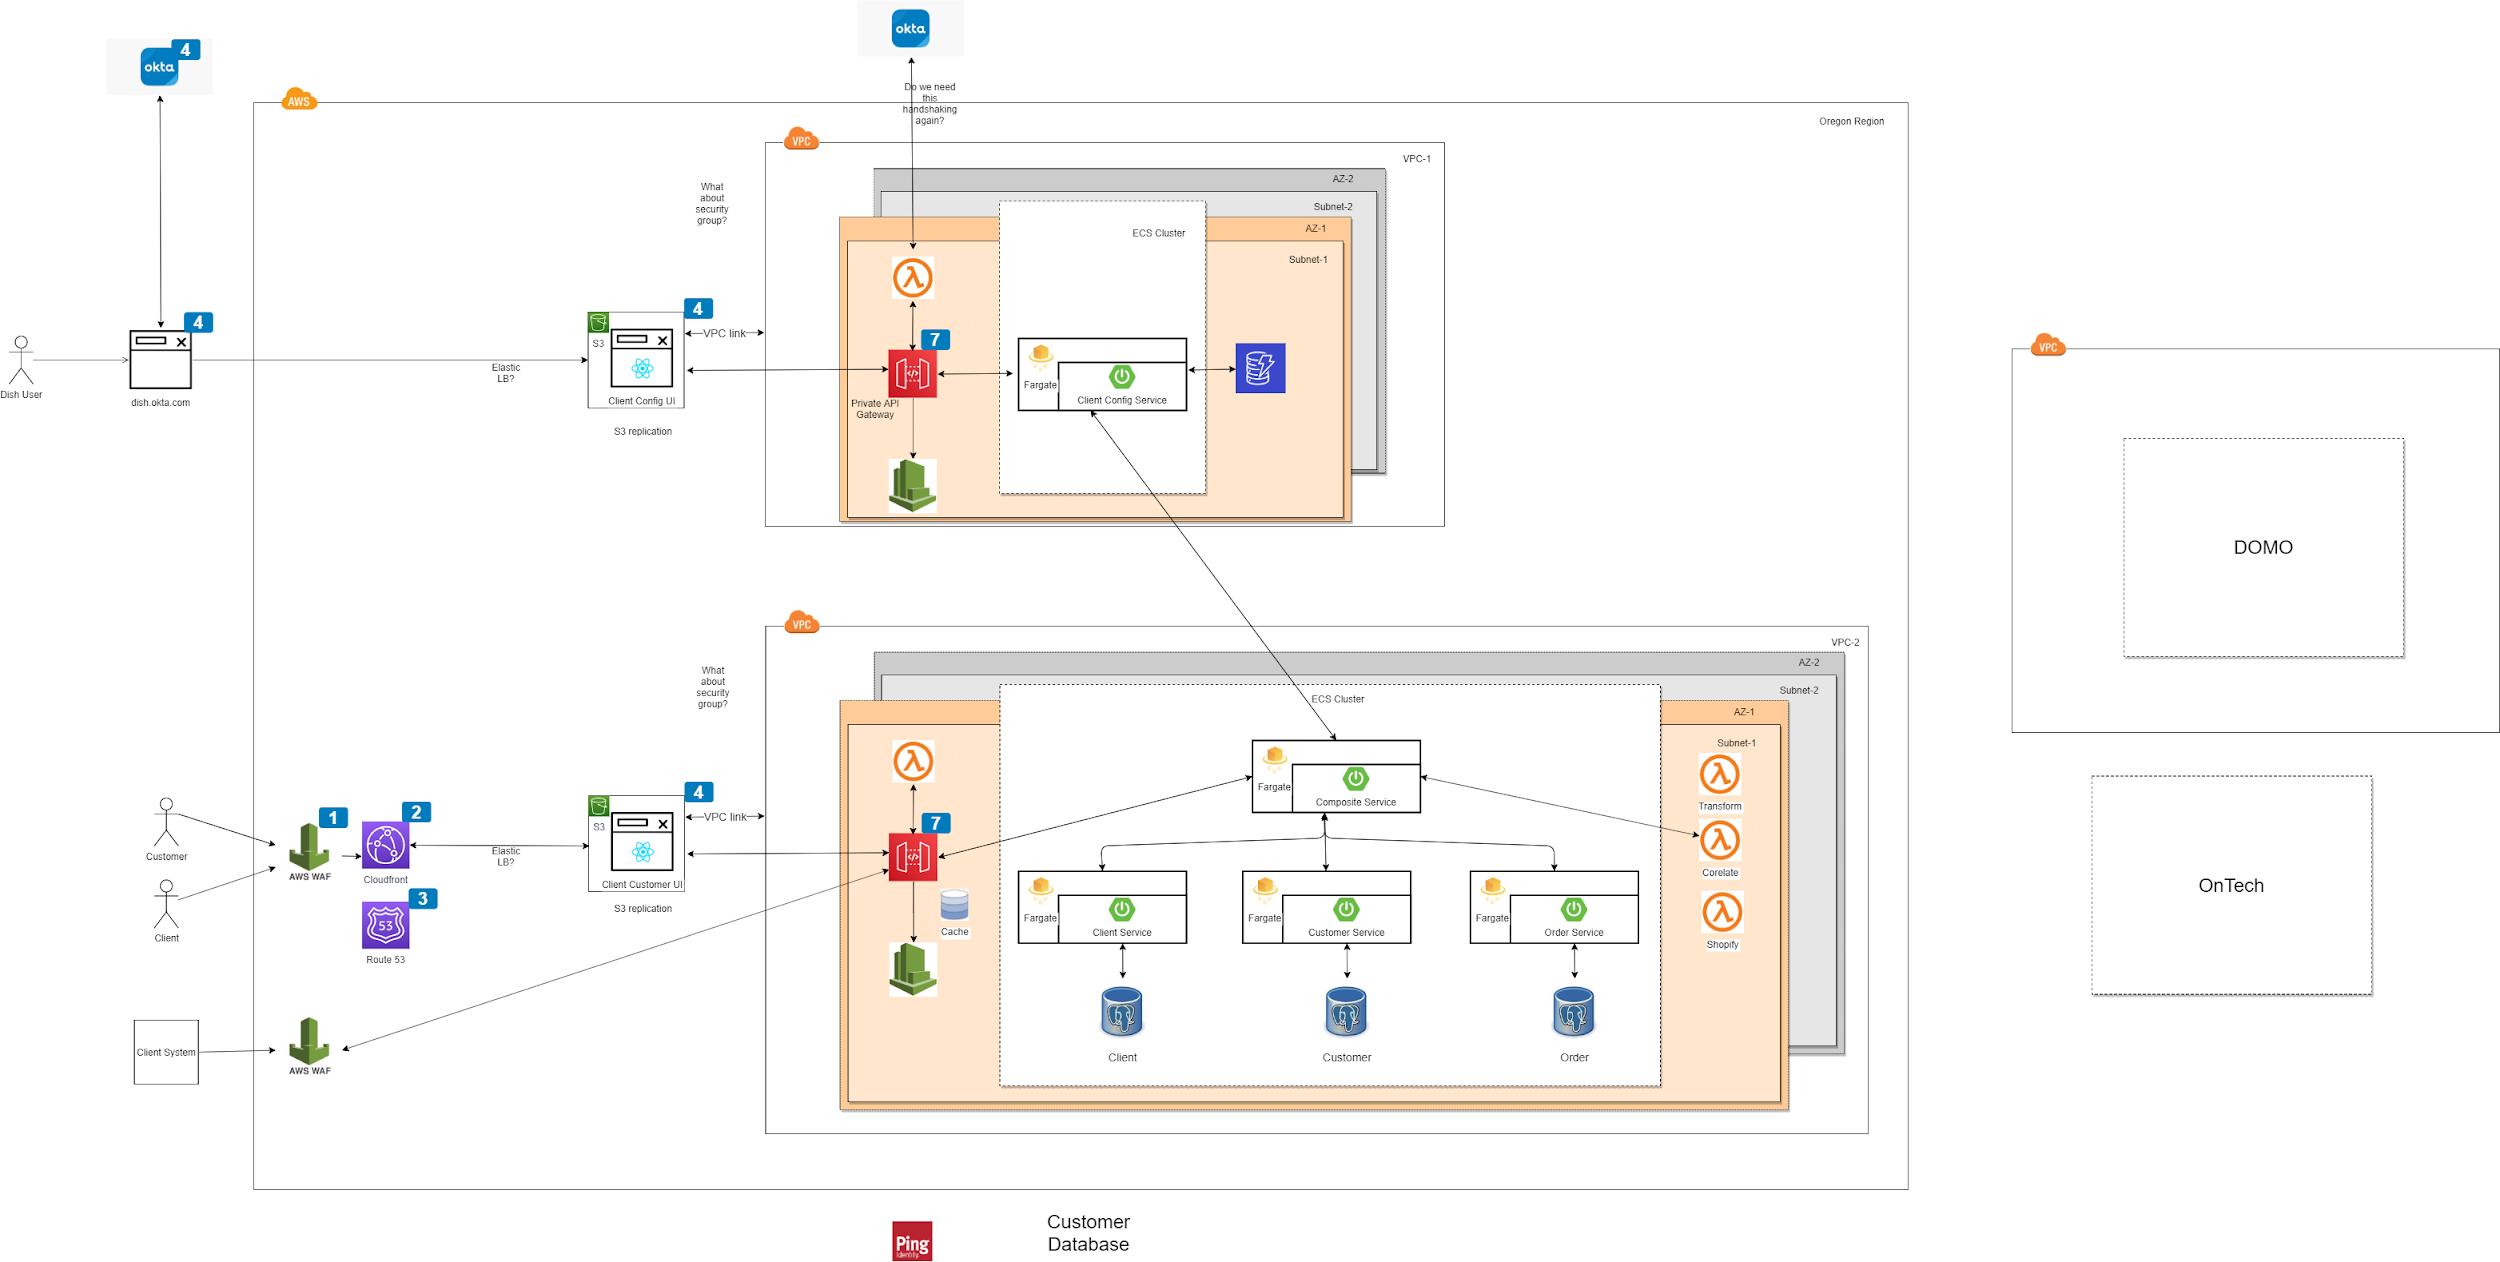 okta
4
okta
Do we need
this
handshaking
again?
AWS
Oregon Region
VPC
VPC-1
AZ-2
Subnet-2
AZ-1
Subnet-1
ECS Cluster
What
about
security
group?
4
4
VPC link
7
S3
Client Config UI
S3 replication
Elastic
LB?
Dish User
dish.okta.com
Private API
Gateway
Fargate
Client Config Service
VPC
DOMO
VPC
VPC-2
AZ-2
Subnet-2
AZ-1
Subnet-1
ECS Cluster
What
about
security
group?
Customer
Client
1
AWS WAF
2
Cloudfront
3
53
Route 53
Elastic
LB?
4
VPC link
S3
Client Customer UI
S3 replication
7
Cache
Fargate
Composite Service
Transform
Corelate
Shopify
Fargate
Client Service
Fargate
Customer Service
Fargate
Order Service
Client
Customer
Order
OnTech
Client System
AWS WAF
Ping
Identity
Customer
Database